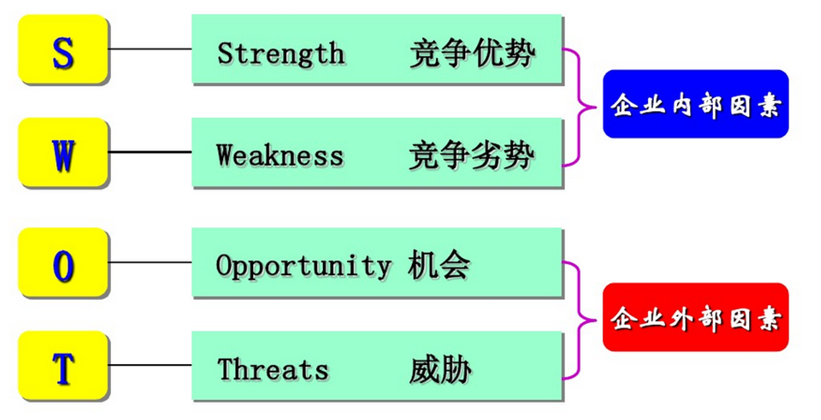 S
Strength 竞争优势
W
Weakness 竞争劣势
企业内部因素
O
Opportunity 机会
T
Threats 威胁
企业外部因素